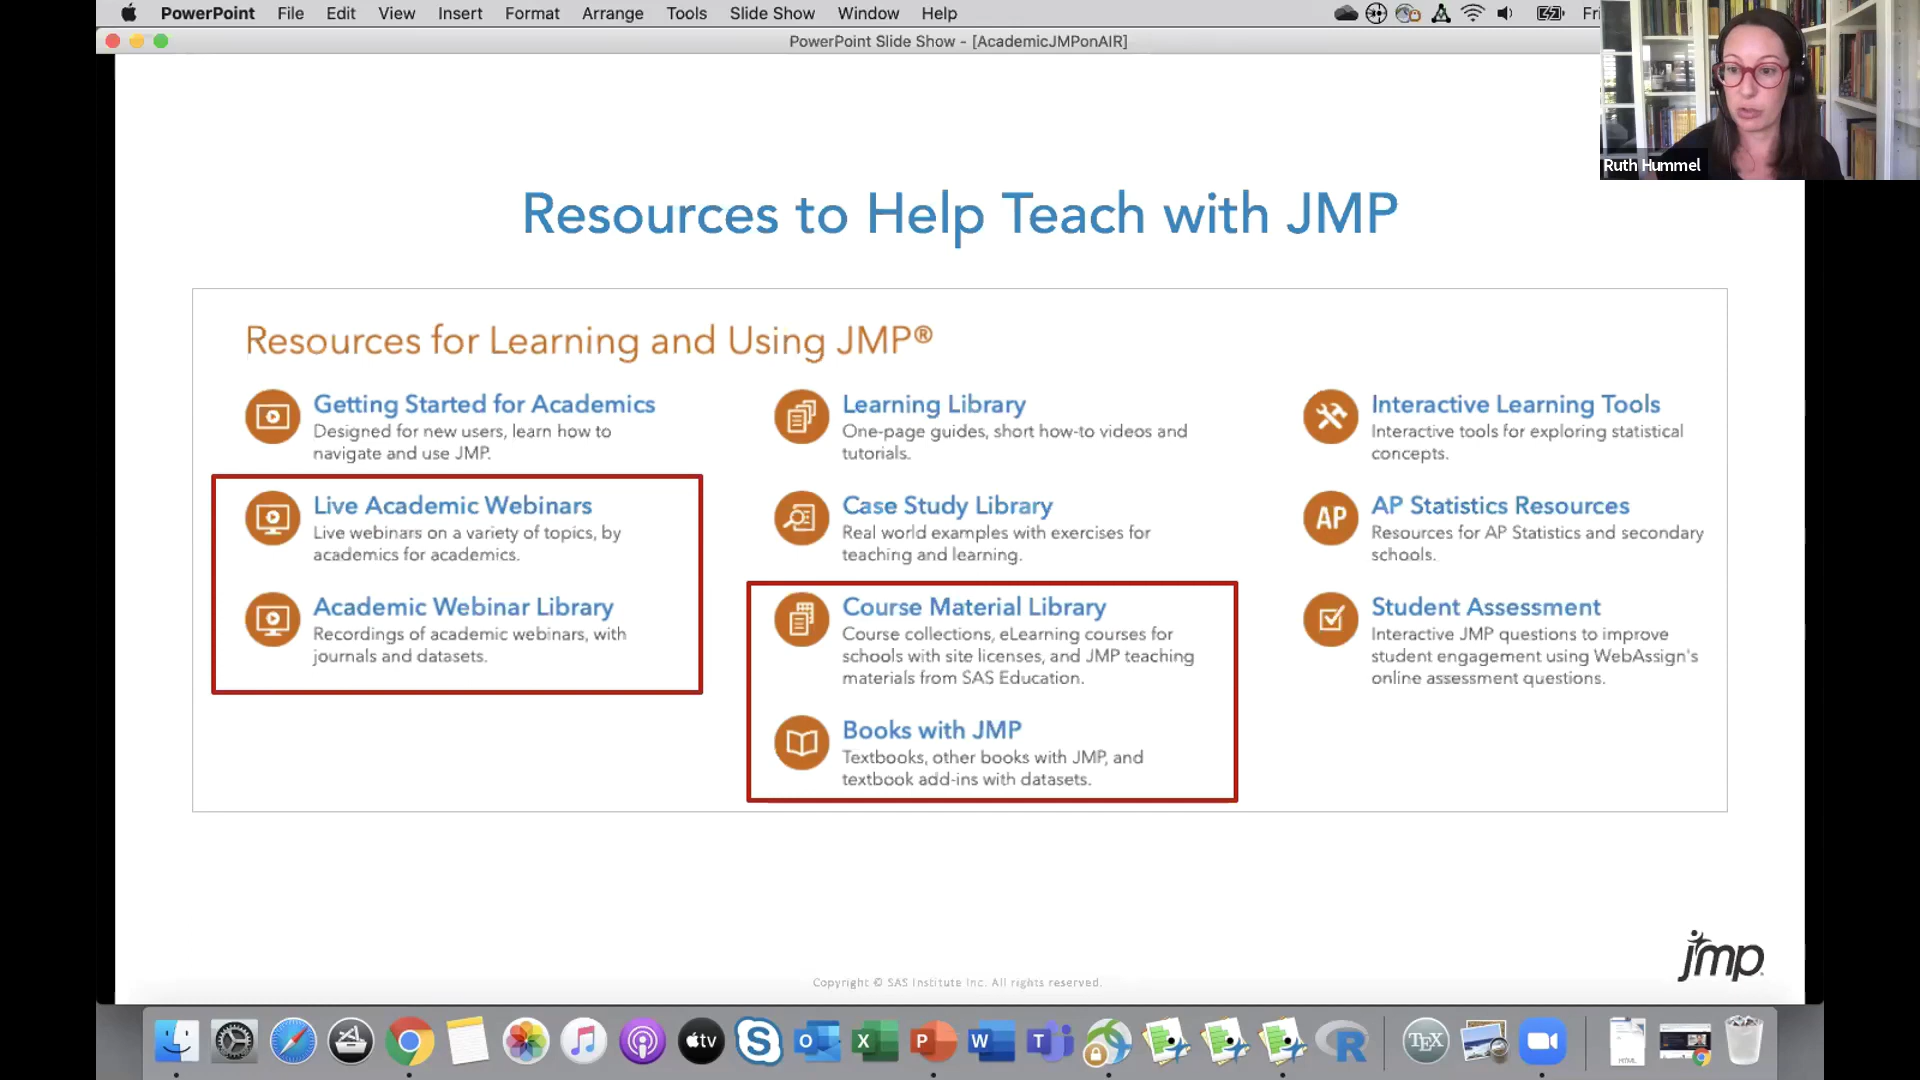 PowerPoint File Edit View Insert Format Arrange Tools Slide Show Window Help Fri
PowerPoint Slide Show - [AcademicJMPonAIR]
Ruth Hummel
Resources to Help Teach with JMP
Resources for Learning and Using JMP®
Getting Started for Academics
Designed for new users, learn how to
navigate and use JMP.
Live Academic Webinars
Live webinars on a variety of topics, by
academics for academics.
Academic Webinar Library
Recordings of academic webinars, with
journals and datasets.
Learning Library
One-page guides, short how-to videos and
tutorials.
Case Study Library
Real world examples with exercises for
teaching and learning.
Course Material Library
Course collections, eLearning courses for
schools with site licenses, and JMP teaching
materials from SAS Education.
Books with JMP
Textbooks, other books with JMP, and
textbook add-ins with datasets.
Interactive Learning Tools
Interactive tools for exploring statistical
concepts.
AP
AP Statistics Resources
Resources for AP Statistics and secondary
schools.
Student Assessment
Interactive JMP questions to improve
student engagement using WebAssign's
online assessment questions.
jmp
Copyright © SAS Institute Inc. All rights reserved.
tv S O X P W T R TEX HTML